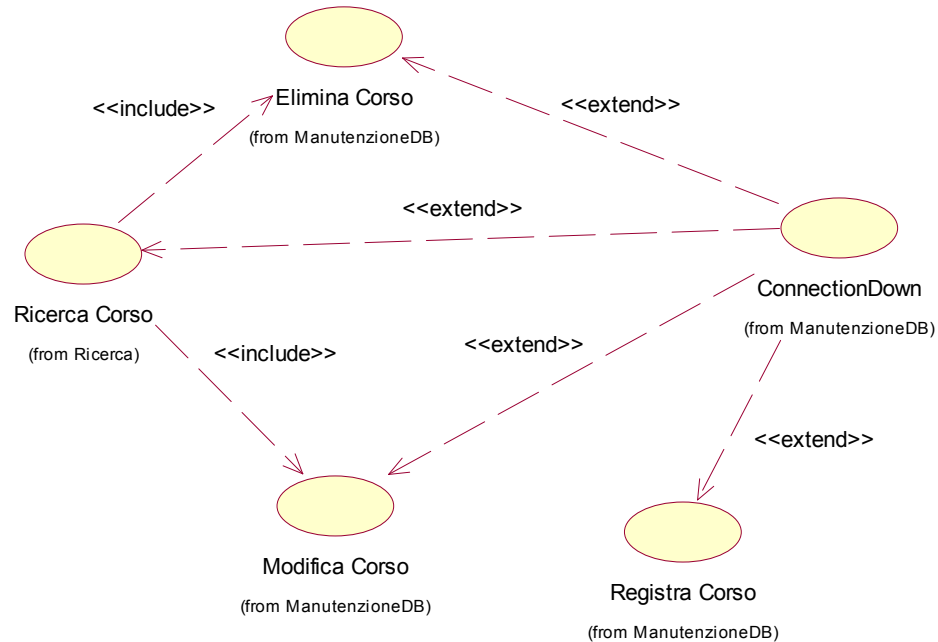 Elimina Corso
(from ManutenzioneDB)
<<include>>
<<extend>>
<<extend>>
Ricerca Corso
(from Ricerca)
ConnectionDown
(from ManutenzioneDB)
<<include>>
<<extend>>
<<extend>>
Modifica Corso
(from ManutenzioneDB)
Registra Corso
(from ManutenzioneDB)